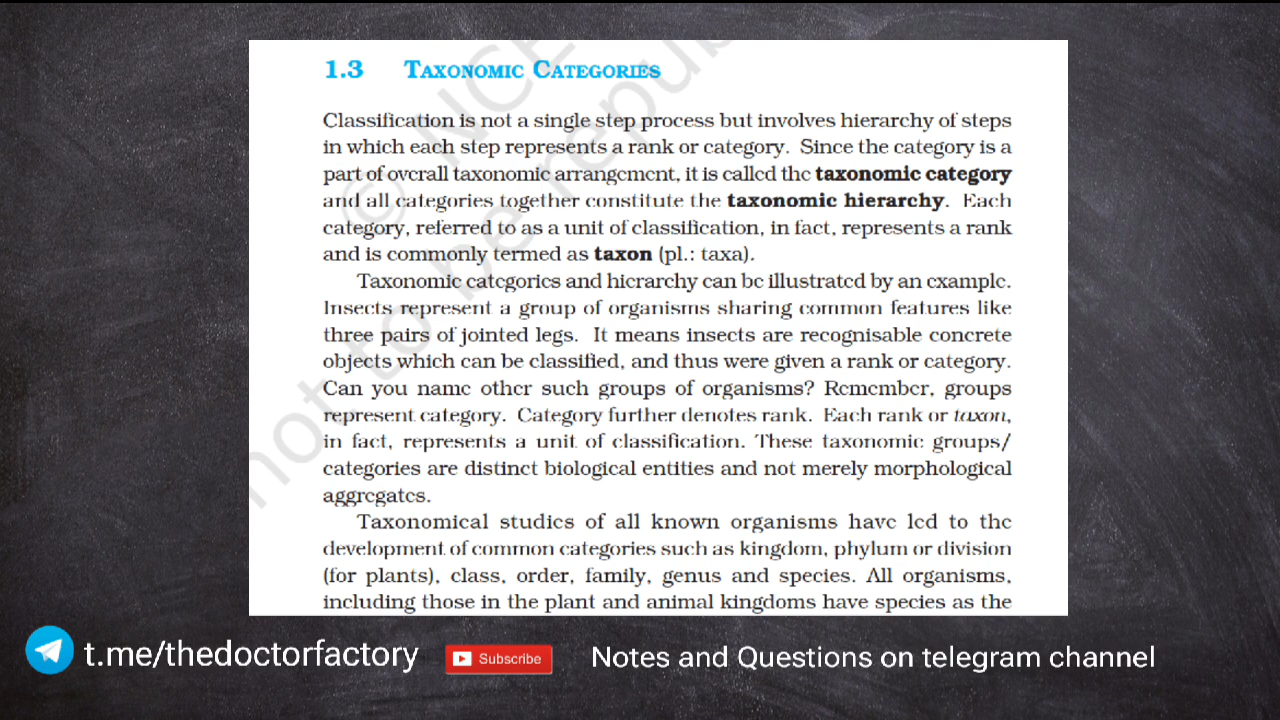 1.3 TAXONOMIC CATEGORIES
Classification is not a single step process but involves hierarchy of steps
in which each step represents a rank or category. Since the category is a
part of overall taxonomic arrangement, it is called the taxonomic category
and all categories together constitute the taxonomic hierarchy. Each
category, referred to as a unit of classification, in fact, represents a rank
and is commonly termed as taxon (pl.: taxa).
Taxonomic categories and hierarchy can be illustrated by an example.
Insects represent a group of organisms sharing common features like
three pairs of jointed legs. It means insects are recognisable concrete
objects which can be classified, and thus were given a rank or category.
Can you name other such groups of organisms? Remember, groups
represent category. Category further denotes rank. Each rank or taxon,
in fact, represents a unit of classification. These taxonomic groups/
categories are distinct biological entities and not merely morphological
aggregates.
Taxonomical studies of all known organisms have led to the
development of common categories such as kingdom, phylum or division
(for plants), class, order, family, genus and species. All organisms,
including those in the plant and animal kingdoms have species as the
© NCE
not to be repub
t.me/thedoctorfactory
Subscribe
Notes and Questions on telegram channel